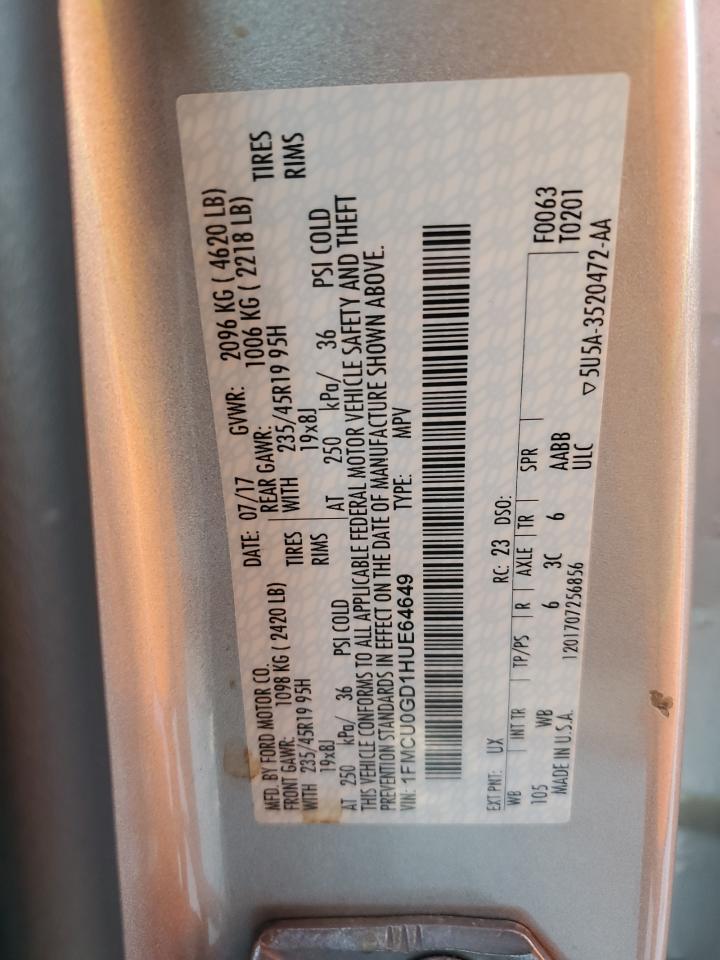 MFD. BY FORD MOTOR CO.
DATE: 07/17 GVWR: 2096 KG ( 4620 LB)
FRONT GAWR: 1098 KG ( 2420 LB) REAR GAWR: 1006 KG ( 2218 LB)
WITH 235/45R19 95H TIRES WITH 235/45R19 95H TIRES
19x8J RIMS 19x8J RIMS
AT 250 kPa/ 36 PSI COLD AT 250 kPa/ 36 PSI COLD
THIS VEHICLE CONFORMS TO ALL APPLICABLE FEDERAL MOTOR VEHICLE SAFETY AND THEFT
PREVENTION STANDARDS IN EFFECT ON THE DATE OF MANUFACTURE SHOWN ABOVE.
VIN: 1FMCU0GD1HUE64649 TYPE: MPV
EXT PNT: UX RC: 23 DSO:
WB INT TR TP/PS R AXLE TR SPR F0063
105 WB 6 3C 6 AABB T0201
MADE IN U.S.A. 1201707256856 ULC ▽5U5A-3520472-AA